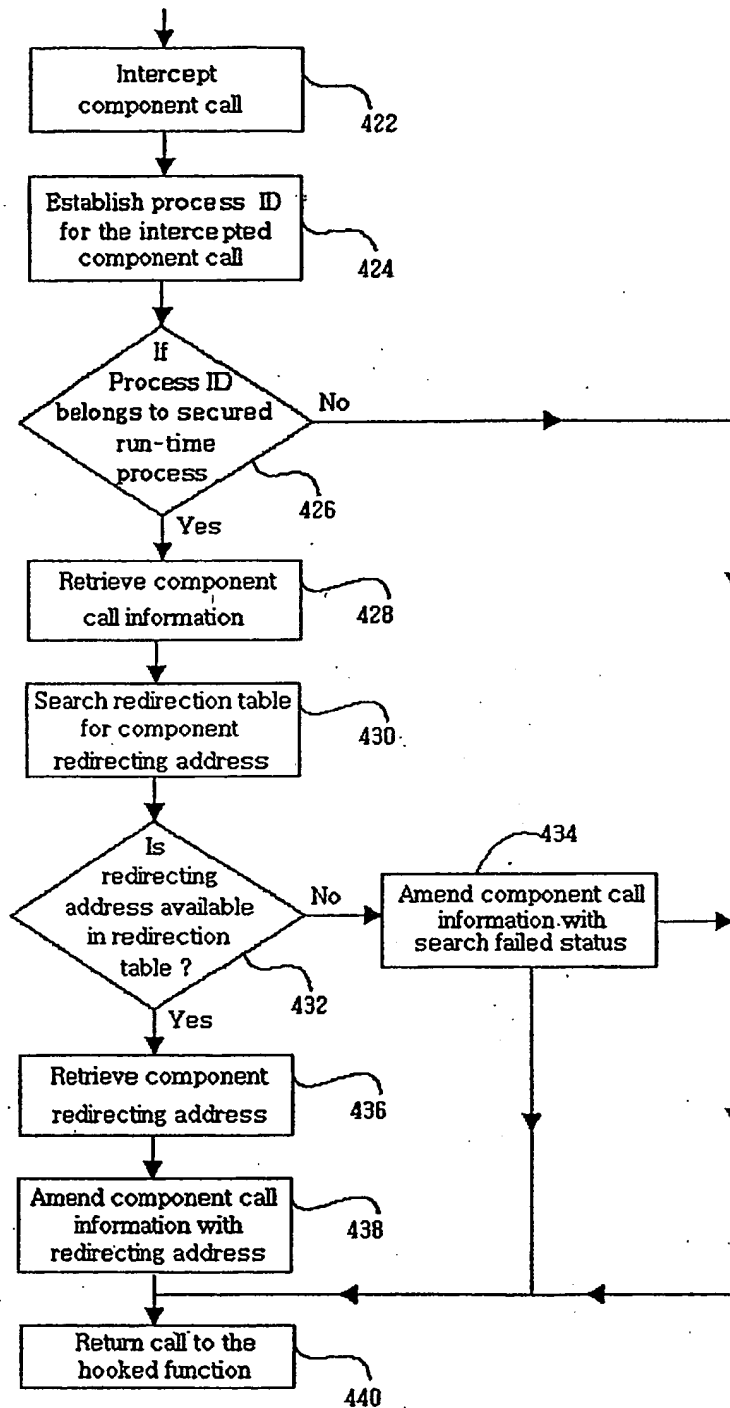 Intercept
component call
422
Establish process ID
for the intercepted
component call
424
If
Process ID
belongs to secured
run-time
process
No
426
Yes
Retrieve component
call information
428
Search redirection table
for component
redirecting address
430
Is
redirecting
address available
in redirection
table ?
No
432
434
Amend component call
information with
search failed status
Yes
Retrieve component
redirecting address
436
Amend component call
information with
redirecting address
438
Return call to the
hooked function
440